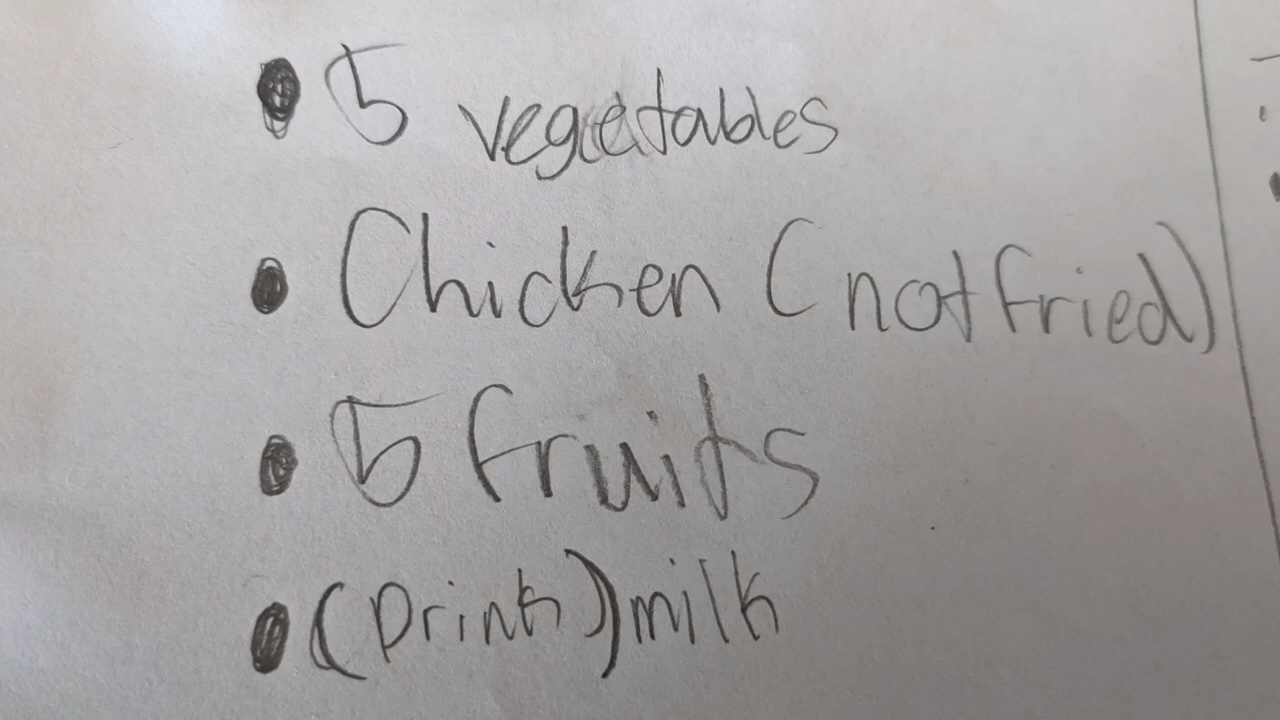 • 5 vegetables
• Chicken (not fried)
• 5 fruits
• (Drink) milk